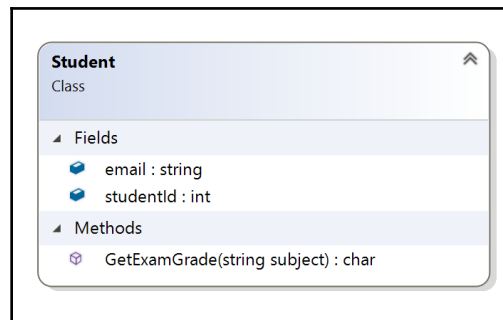 Student
Class
Fields
email : string
studentId : int
Methods
GetExamGrade(string subject) : char